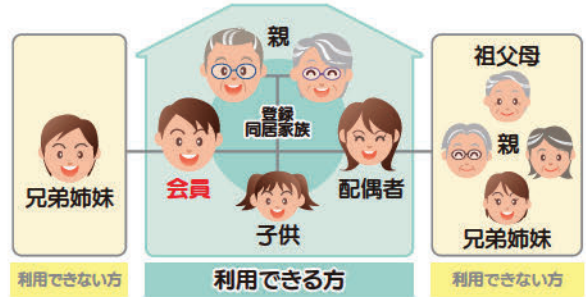 兄弟姉妹
利用できない方
親
登録
同居家族
会員
配偶者
子供
利用できる方
祖父母
親
兄弟姉妹
利用できない方